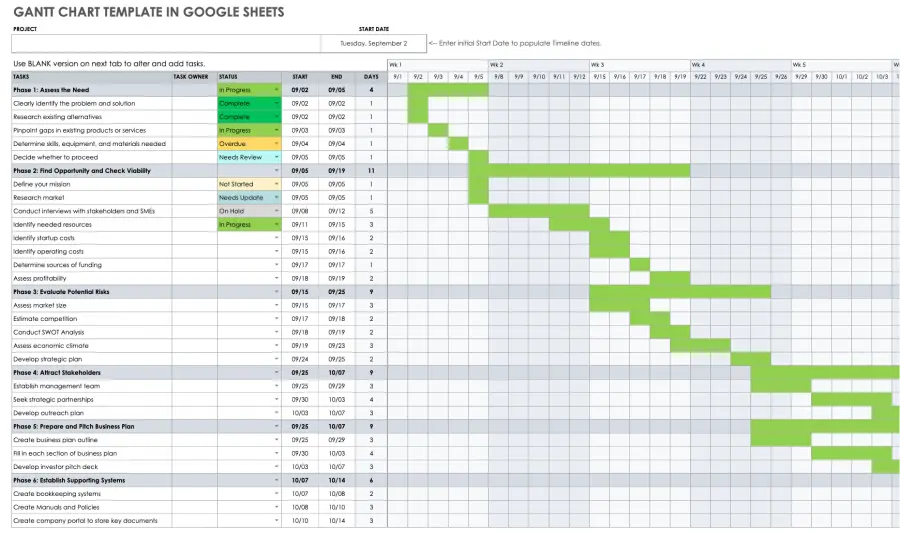 GANTT CHART TEMPLATE IN GOOGLE SHEETS
PROJECT START DATE
Tuesday, September 2 <-- Enter initial Start Date to populate Timeline dates.
Use BLANK version on next tab to alter and add tasks. Wk 1 Wk 2 Wk 3 Wk 4 Wk 5 W
TASKS TASK OWNER STATUS START END DAYS 9/1 9/2 9/3 9/4 9/5 9/8 9/9 9/10 9/11 9/12 9/15 9/16 9/17 9/18 9/19 9/22 9/23 9/24 9/25 9/26 9/29 9/30 10/1 10/2 10/3
Phase 1: Assess the Need In Progress 09/02 09/05 4
Clearly identify the problem and solution Complete 09/02 09/02 1
Research existing alternatives Complete 09/02 09/02 1
Pinpoint gaps in existing products or services In Progress 09/03 09/03 1
Determine skills, equipment, and materials needed Overdue 09/04 09/04 1
Decide whether to proceed Needs Review 09/05 09/05 1
Phase 2: Find Opportunity and Check Viability 09/05 09/19 11
Define your mission Not Started 09/05 09/05 1
Research market Needs Update 09/05 09/05 1
Conduct interviews with stakeholders and SMEs On Hold 09/08 09/12 5
Identify needed resources In Progress 09/11 09/15 3
Identify startup costs 09/15 09/16 2
Identify operating costs 09/15 09/16 2
Determine sources of funding 09/17 09/17 1
Assess profitability 09/18 09/19 2
Phase 3: Evaluate Potential Risks 09/15 09/25 9
Assess market size 09/15 09/17 3
Estimate competition 09/17 09/18 2
Conduct SWOT Analysis 09/18 09/19 2
Assess economic climate 09/19 09/23 3
Develop strategic plan 09/24 09/25 2
Phase 4: Attract Stakeholders 09/25 10/07 9
Establish management team 09/25 09/29 3
Seek strategic partnerships 09/30 10/03 4
Develop outreach plan 10/03 10/07 3
Phase 5: Prepare and Pitch Business Plan 09/25 10/07 9
Create business plan outline 09/25 09/29 3
Fill in each section of business plan 09/30 10/03 4
Develop investor pitch deck 10/03 10/07 3
Phase 6: Establish Supporting Systems 10/07 10/14 6
Create bookkeeping systems 10/07 10/08 2
Create Manuals and Policies 10/08 10/10 3
Create company portal to store key documents 10/10 10/14 3